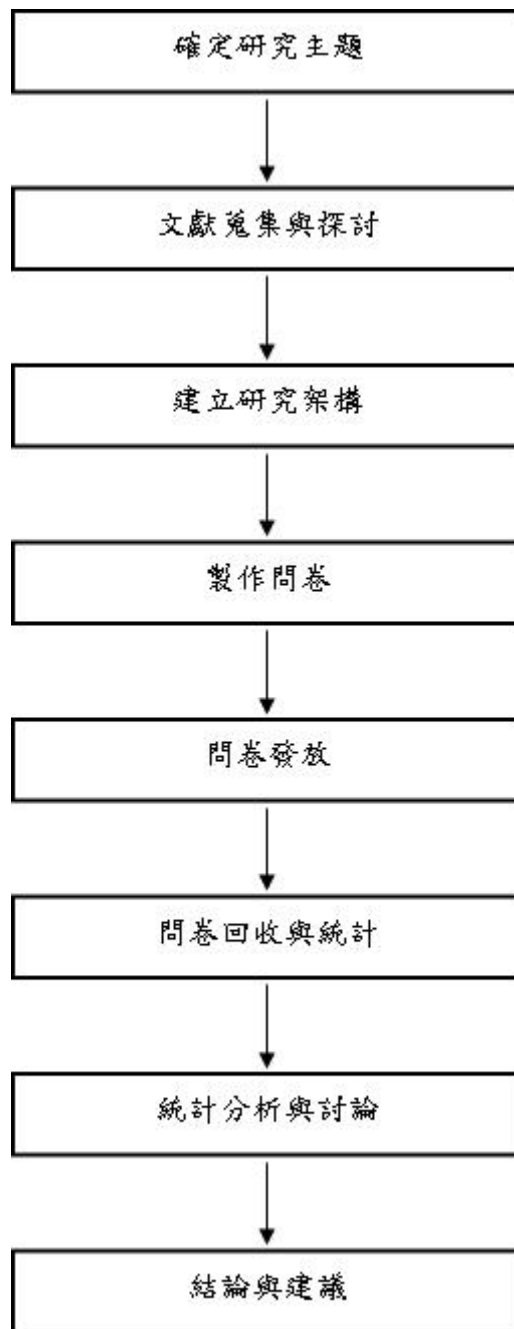 確定研究主題
文獻蒐集與探討
建立研究架構
製作問卷
問卷發放
問卷回收與統計
統計分析與討論
結論與建議